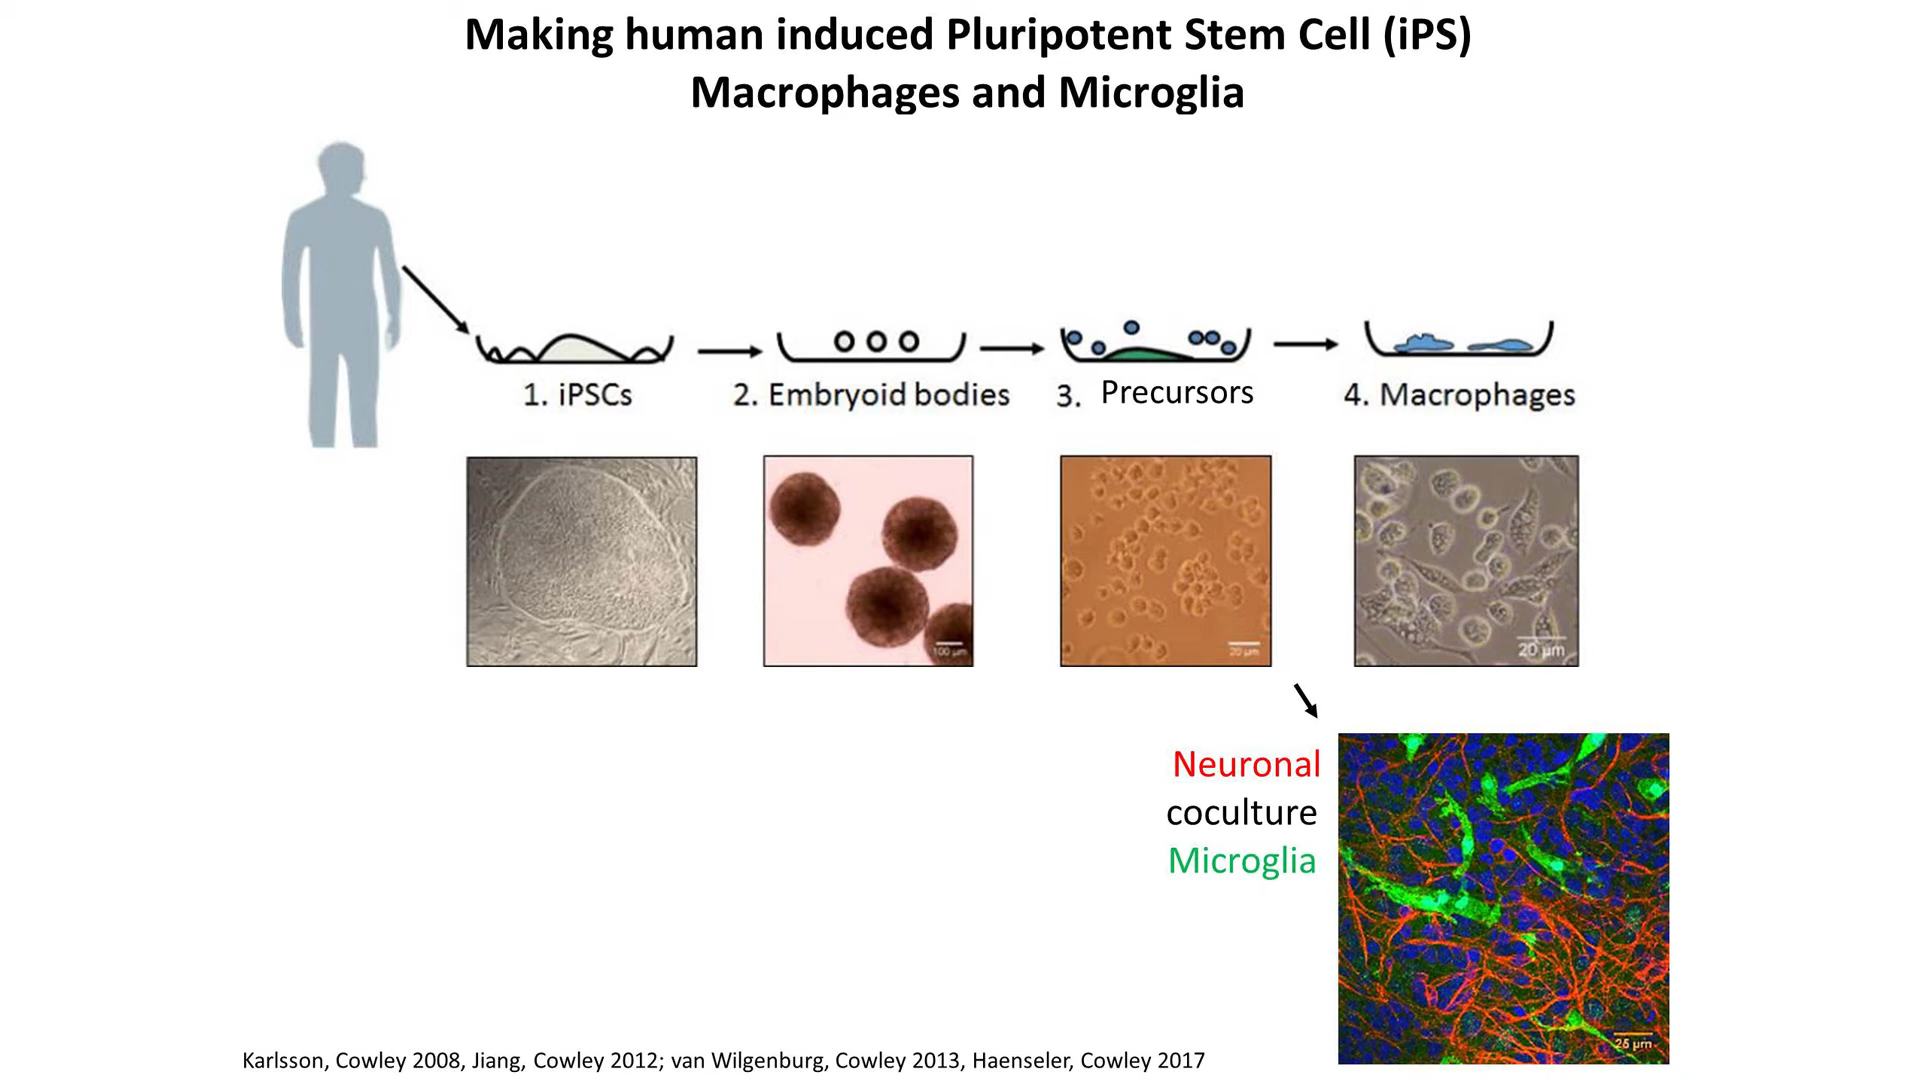 Making human induced Pluripotent Stem Cell (iPS)
Macrophages and Microglia
1. iPSCs
2. Embryoid bodies
3. Precursors
4. Macrophages
100 µm
20 µm
20 µm
Neuronal
coculture
Microglia
25 µm
Karlsson, Cowley 2008, Jiang, Cowley 2012; van Wilgenburg, Cowley 2013, Haenseler, Cowley 2017